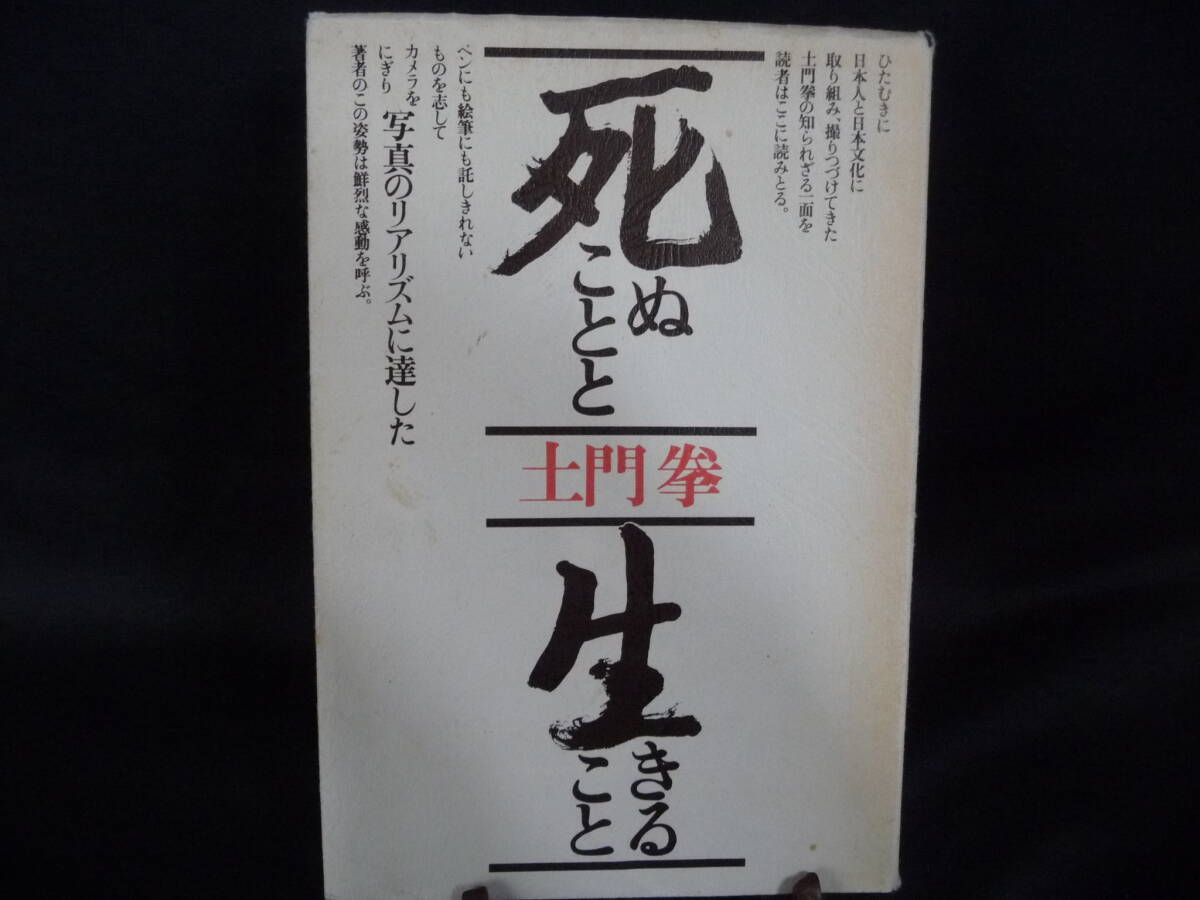 ひたむきに
日本人と日本文化に
取り組み、撮りつづけてきた
土門拳の知られざる一面を
読者はここに読みとる。
死ぬ
ことと
土門拳
生きる
こと
ペンにも絵筆にも託しきれない
ものを志して
カメラを
にぎり
写真のリアリズムに達した
著者のこの姿勢は鮮烈な感動を呼ぶ。